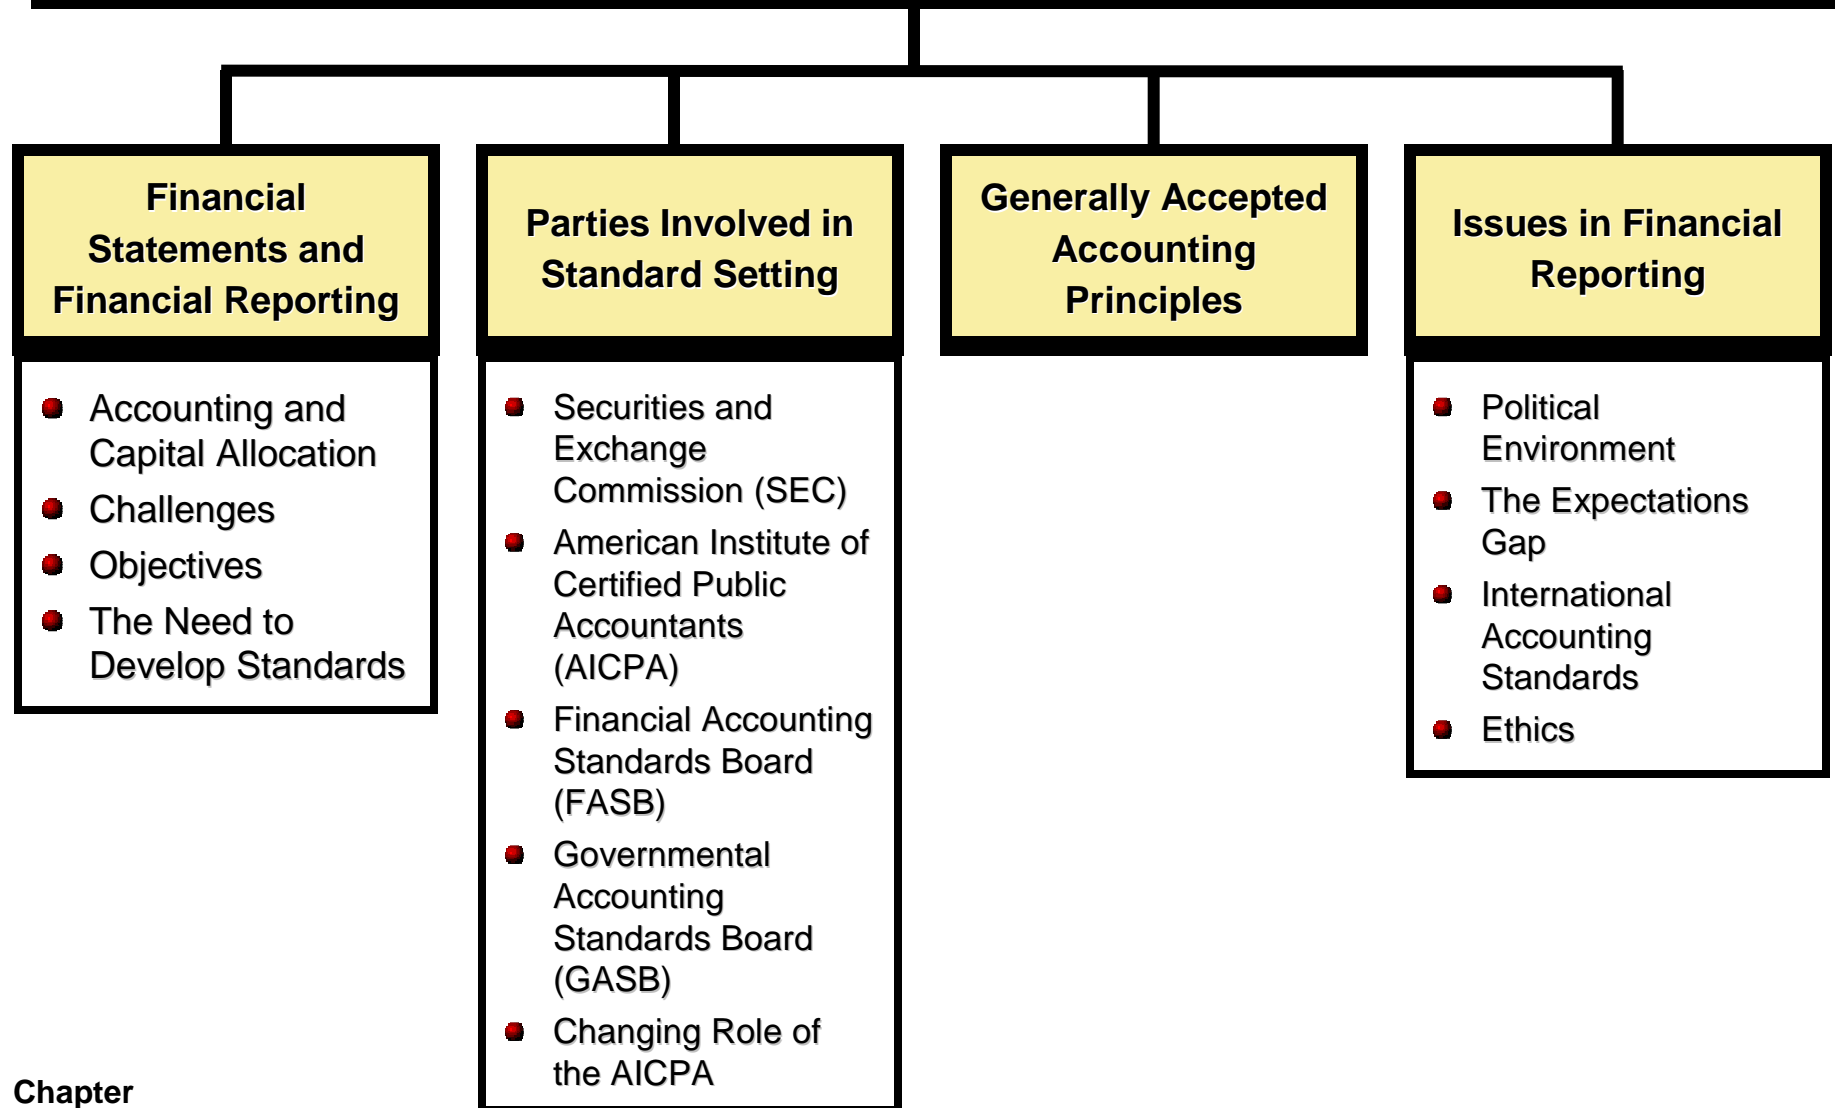 Financial
Statements and
Financial Reporting
Accounting and
Capital Allocation
Challenges
Objectives
The Need to
Develop Standards
Parties Involved in
Standard Setting
Securities and
Exchange
Commission (SEC)
American Institute of
Certified Public
Accountants
(AICPA)
Financial Accounting
Standards Board
(FASB)
Governmental
Accounting
Standards Board
(GASB)
Changing Role of
the AICPA
Generally Accepted
Accounting
Principles
Issues in Financial
Reporting
Political
Environment
The Expectations
Gap
International
Accounting
Standards
Ethics
Chapter